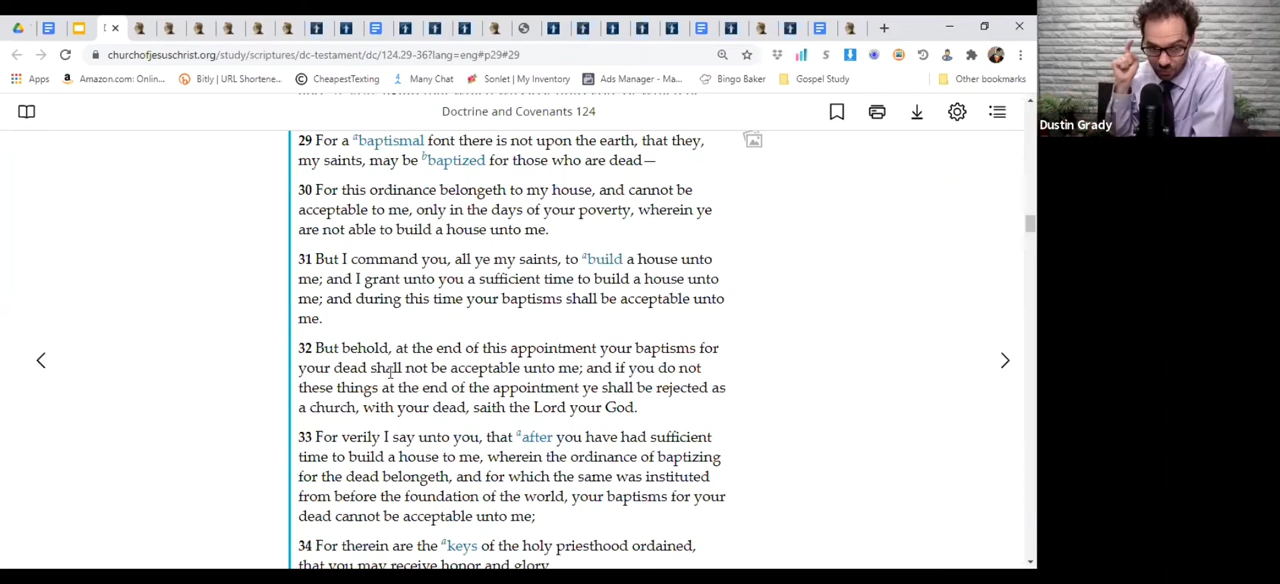 churchofjesuschrist.org/study/scriptures/dc-testament/dc/124.29-36?lang=eng#p29#29
Apps
Amazon.com: Onlin...
Bitly | URL Shortene...
CheapestTexting
Many Chat
Sonlet | My Inventory
Ads Manager - Ma...
Bingo Baker
Gospel Study
Other bookmarks
Dustin Grady
Doctrine and Covenants 124
29 For a a baptismal font there is not upon the earth, that they,
my saints, may be b baptized for those who are dead—
30 For this ordinance belongeth to my house, and cannot be
acceptable to me, only in the days of your poverty, wherein ye
are not able to build a house unto me.
31 But I command you, all ye my saints, to a build a house unto
me; and I grant unto you a sufficient time to build a house unto
me; and during this time your baptisms shall be acceptable unto
me.
32 But behold, at the end of this appointment your baptisms for
your dead shall not be acceptable unto me; and if you do not
these things at the end of the appointment ye shall be rejected as
a church, with your dead, saith the Lord your God.
33 For verily I say unto you, that a after you have had sufficient
time to build a house to me, wherein the ordinance of baptizing
for the dead belongeth, and for which the same was instituted
from before the foundation of the world, your baptisms for your
dead cannot be acceptable unto me;
34 For therein are the a keys of the holy priesthood ordained,
that you may receive honor and glory.